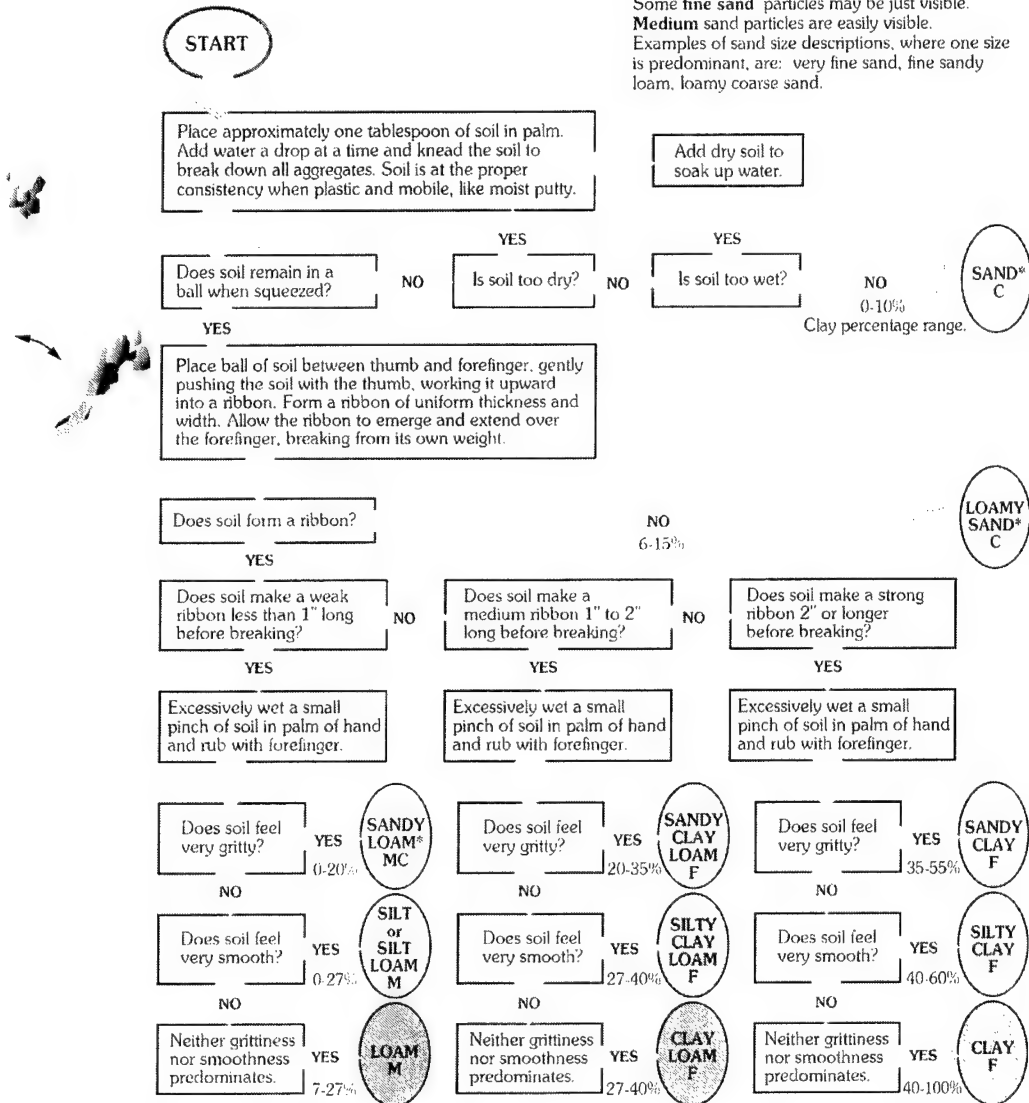 Some fine sand particles may be just visible.
Medium sand particles are easily visible.
Examples of sand size descriptions, where one size
is predominant, are: very fine sand, fine sandy
loam, loamy coarse sand.
START
Place approximately one tablespoon of soil in palm.
Add water a drop at a time and knead the soil to
break down all aggregates. Soil is at the proper
consistency when plastic and mobile, like moist putty.
Add dry soil to
soak up water.
YES
YES
Does soil remain in a
ball when squeezed?
NO
Is soil too dry?
NO
Is soil too wet?
NO
0-10%
Clay percentage range.
SAND*
C
YES
Place ball of soil between thumb and forefinger, gently
pushing the soil with the thumb, working it upward
into a ribbon. Form a ribbon of uniform thickness and
width. Allow the ribbon to emerge and extend over
the forefinger, breaking from its own weight.
Does soil form a ribbon?
NO
6-15%
LOAMY
SAND*
C
YES
Does soil make a weak
ribbon less than 1" long
before breaking?
NO
Does soil make a
medium ribbon 1" to 2"
long before breaking?
NO
Does soil make a strong
ribbon 2" or longer
before breaking?
YES
YES
YES
Excessively wet a small
pinch of soil in palm of hand
and rub with forefinger.
Excessively wet a small
pinch of soil in palm of hand
and rub with forefinger.
Excessively wet a small
pinch of soil in palm of hand
and rub with forefinger.
Does soil feel
very gritty?
YES
0-20%
SANDY
LOAM*
MC
Does soil feel
very gritty?
YES
20-35%
SANDY
CLAY
LOAM
F
Does soil feel
very gritty?
YES
35-55%
SANDY
CLAY
F
NO
NO
NO
Does soil feel
very smooth?
YES
0-27%
SILT
or
SILT
LOAM
M
Does soil feel
very smooth?
YES
27-40%
SILTY
CLAY
LOAM
F
Does soil feel
very smooth?
YES
40-60%
SILTY
CLAY
F
NO
NO
NO
Neither grittiness
nor smoothness
predominates.
YES
7-27%
LOAM
M
Neither grittiness
nor smoothness
predominates.
YES
27-40%
CLAY
LOAM
F
Neither grittiness
nor smoothness
predominates.
YES
40-100%
CLAY
F